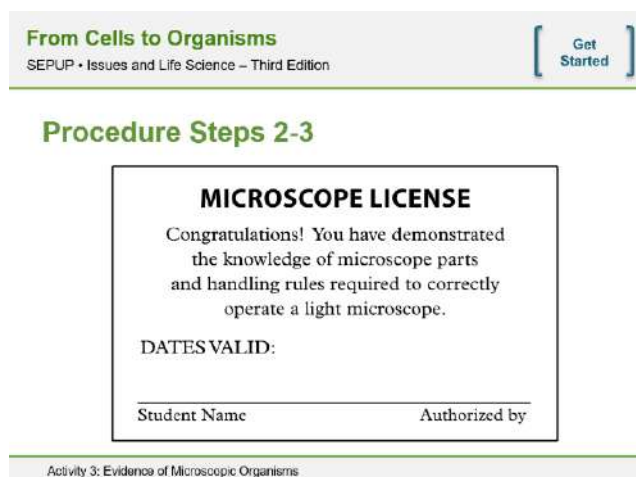 From Cells to Organisms
SEPUP • Issues and Life Science – Third Edition
Get
Started
Procedure Steps 2-3
MICROSCOPE LICENSE
Congratulations! You have demonstrated
the knowledge of microscope parts
and handling rules required to correctly
operate a light microscope.
DATES VALID:
Student Name Authorized by
Activity 3: Evidence of Microscopic Organisms